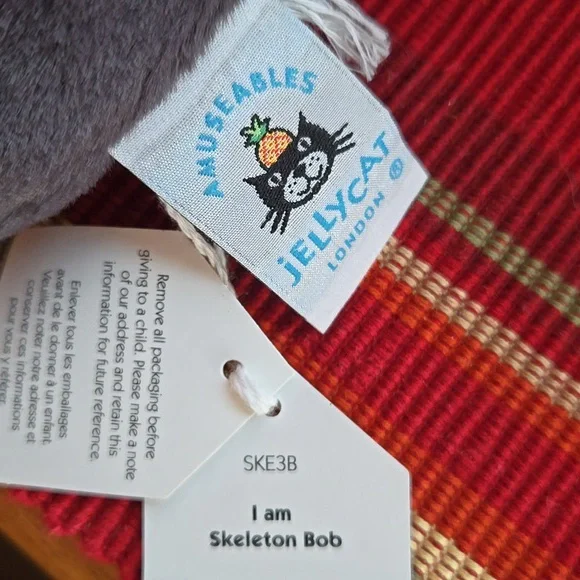 AMUSEABLES
JELLYCAT
LONDON
®
Remove all packaging before
giving to a child. Please make a note
of our address and retain this
information for future reference.
Enlever tous les emballages
avant de le donner à un enfant.
Veuillez noter notre adresse et
conserver ces informations
pour vous y référer.
SKE3B
I am
Skeleton Bob